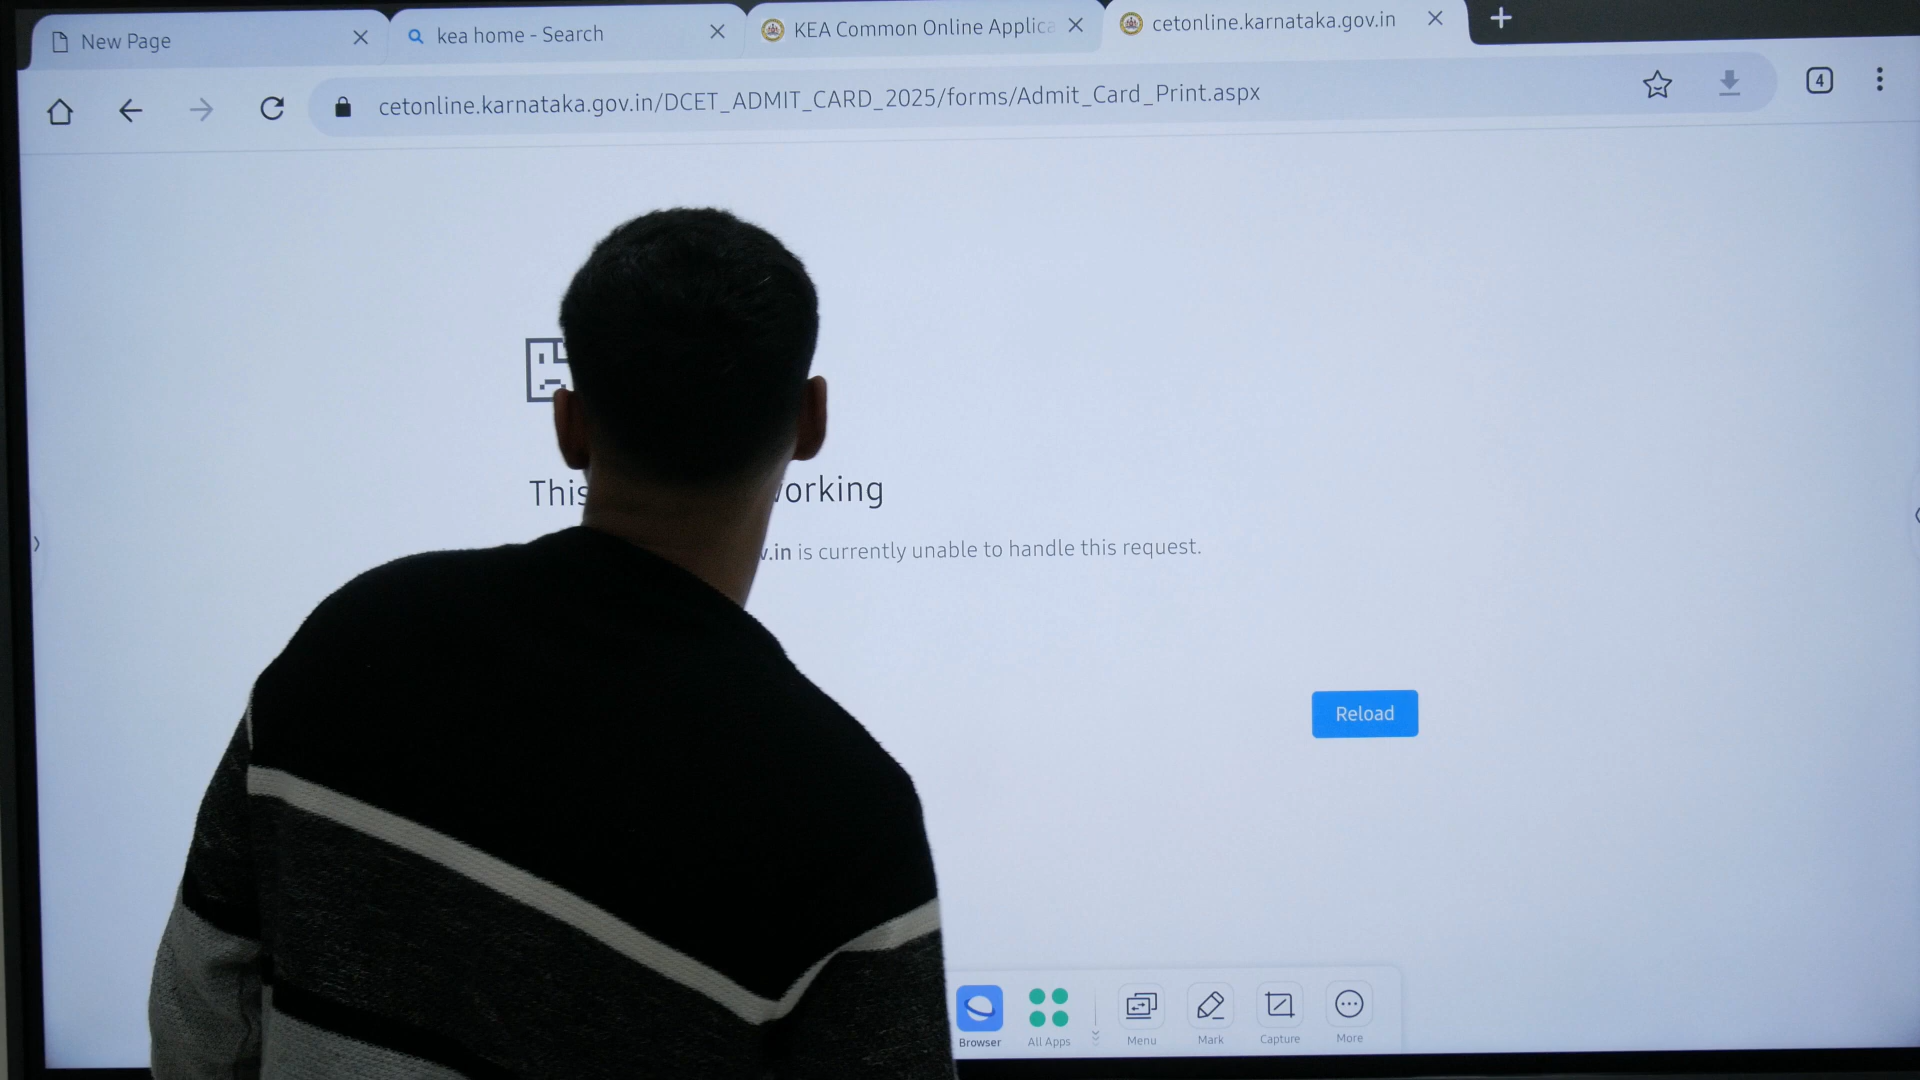 New Page
kea home - Search
KEA Common Online Applica
cetonline.karnataka.gov.in
cetonline.karnataka.gov.in/DCET_ADMIT_CARD_2025/forms/Admit_Card_Print.aspx
4
This orking
v.in is currently unable to handle this request.
Reload
Browser
All Apps
Menu
Mark
Capture
More